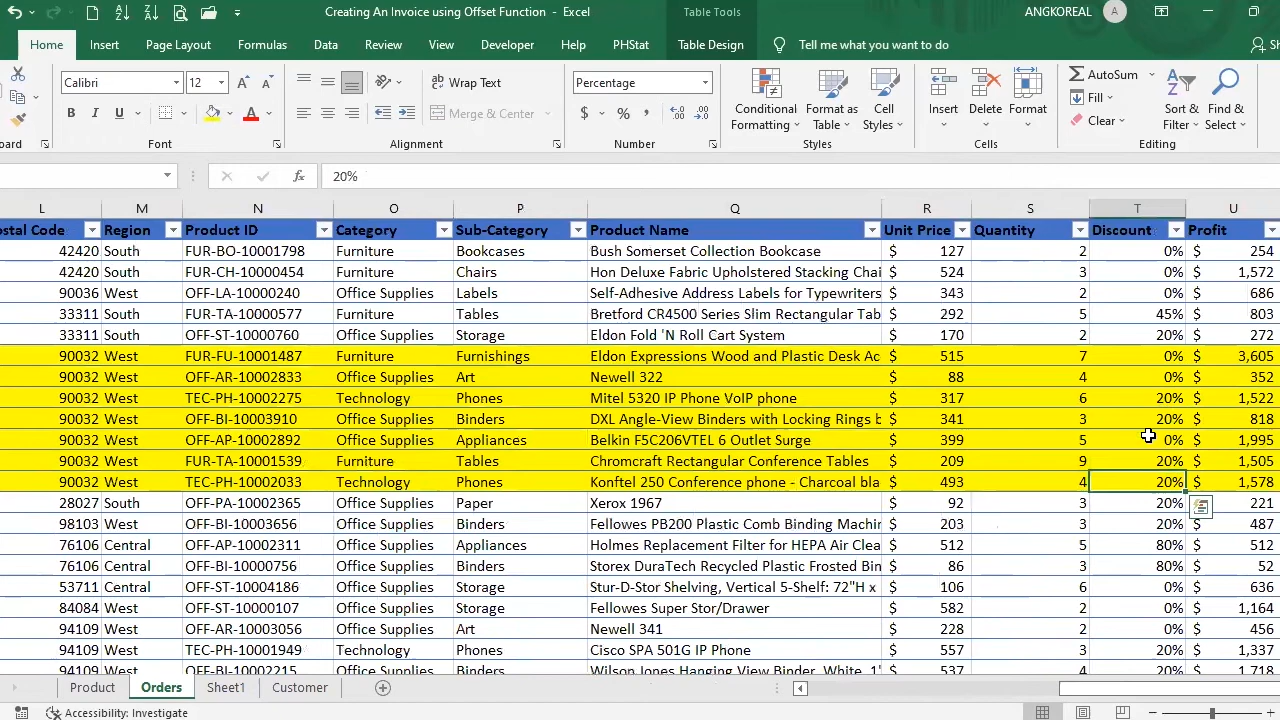 Creating An Invoice using Offset Function - Excel Table Tools ANGKOREAL A
Home Insert Page Layout Formulas Data Review View Developer Help PHStat Table Design Tell me what you want to do
Calibri 12 Wrap Text Percentage AutoSum
B I U A Merge & Center $ % , Conditional Formatting Format as Table Cell Styles Insert Delete Format Fill Sort & Filter Find & Select
Clear
Font Alignment Number Styles Cells Editing
fx 20%
L M N O P Q R S T U
Region Product ID Category Sub-Category Product Name Unit Price Quantity Discount Profit
42420 South FUR-BO-10001798 Furniture Bookcases Bush Somerset Collection Bookcase $ 127 2 0% $ 254
42420 South FUR-CH-10000454 Furniture Chairs Hon Deluxe Fabric Upholstered Stacking Chai $ 524 3 0% $ 1,572
90036 West OFF-LA-10000240 Office Supplies Labels Self-Adhesive Address Labels for Typewriters $ 343 2 0% $ 686
33311 South FUR-TA-10000577 Furniture Tables Bretford CR4500 Series Slim Rectangular Tab $ 292 5 45% $ 803
33311 South OFF-ST-10000760 Office Supplies Storage Eldon Fold 'N Roll Cart System $ 170 2 20% $ 272
90032 West FUR-FU-10001487 Furniture Furnishings Eldon Expressions Wood and Plastic Desk Ac $ 515 7 0% $ 3,605
90032 West OFF-AR-10002833 Office Supplies Art Newell 322 $ 88 4 0% $ 352
90032 West TEC-PH-10002275 Technology Phones Mitel 5320 IP Phone VoIP phone $ 317 6 20% $ 1,522
90032 West OFF-BI-10003910 Office Supplies Binders DXL Angle-View Binders with Locking Rings b $ 341 3 20% $ 818
90032 West OFF-AP-10002892 Office Supplies Appliances Belkin F5C206VTEL 6 Outlet Surge $ 399 5 0% $ 1,995
90032 West FUR-TA-10001539 Furniture Tables Chromcraft Rectangular Conference Tables $ 209 9 20% $ 1,505
90032 West TEC-PH-10002033 Technology Phones Konftel 250 Conference phone - Charcoal bla $ 493 4 20% $ 1,578
28027 South OFF-PA-10002365 Office Supplies Paper Xerox 1967 $ 92 3 20% 221
98103 West OFF-BI-10003656 Office Supplies Binders Fellowes PB200 Plastic Comb Binding Machin $ 203 3 20% $ 487
76106 Central OFF-AP-10002311 Office Supplies Appliances Holmes Replacement Filter for HEPA Air Clea $ 512 5 80% $ 512
76106 Central OFF-BI-10000756 Office Supplies Binders Storex DuraTech Recycled Plastic Frosted Bin $ 86 3 80% $ 52
53711 Central OFF-ST-10004186 Office Supplies Storage Stur-D-Stor Shelving, Vertical 5-Shelf: 72"H x $ 106 6 0% $ 636
84084 West OFF-ST-10000107 Office Supplies Storage Fellowes Super Stor/Drawer $ 582 2 0% $ 1,164
94109 West OFF-AR-10003056 Office Supplies Art Newell 341 $ 228 2 0% $ 456
94109 West TEC-PH-10001949 Technology Phones Cisco SPA 501G IP Phone $ 557 3 20% $ 1,337
94109 West OFF-BI-10002215 Office Supplies Binders Wilson Jones Hanging View Binder, White, 1" $ 537 4 20% $ 1,718
Product Orders Sheet1 Customer
Accessibility: Investigate